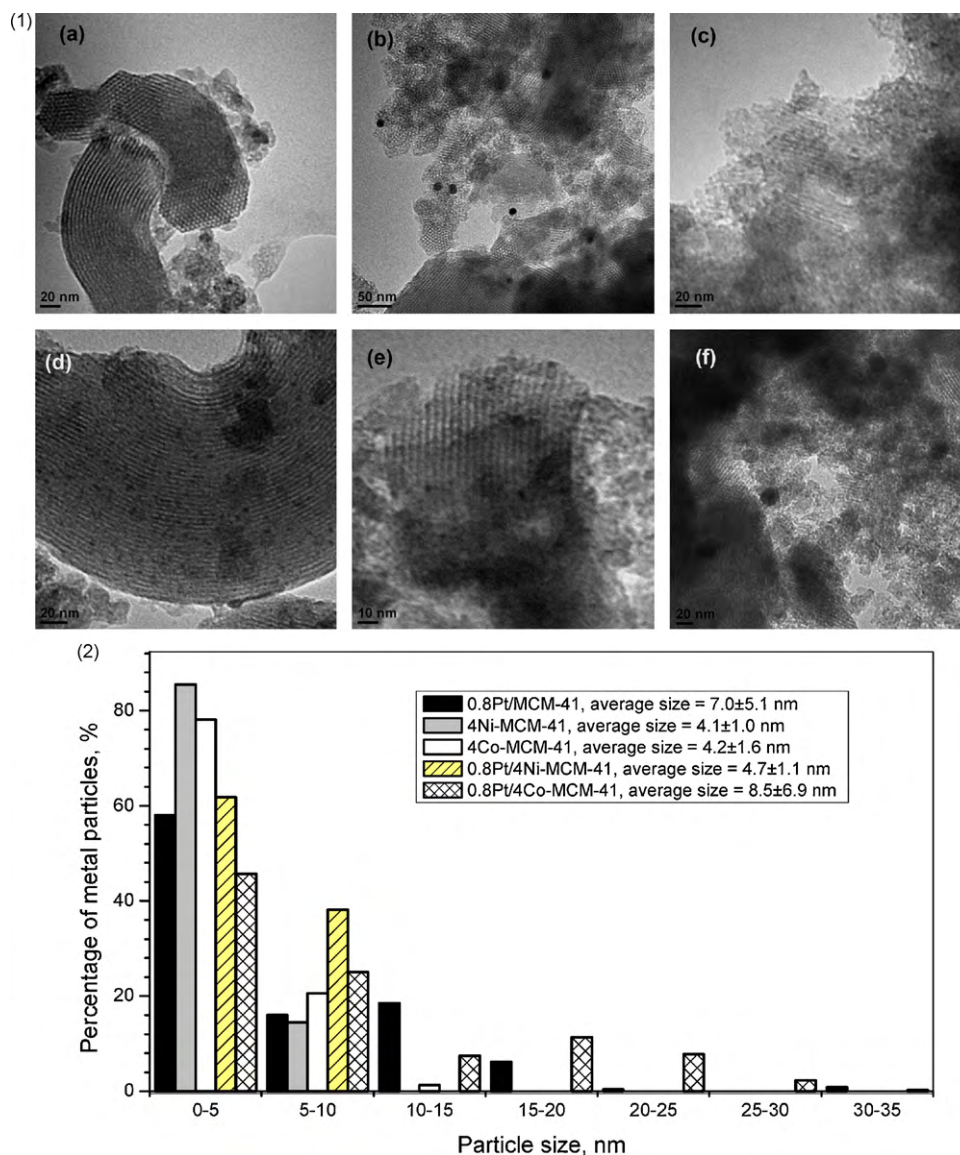 (1)
(a)
20 nm
(b)
50 nm
(c)
20 nm
(d)
20 nm
(e)
10 nm
(f)
20 nm
(2)
Percentage of metal particles, %
80
60
40
20
0
0.8Pt/MCM-41, average size = 7.0±5.1 nm
4Ni-MCM-41, average size = 4.1±1.0 nm
4Co-MCM-41, average size = 4.2±1.6 nm
0.8Pt/4Ni-MCM-41, average size = 4.7±1.1 nm
0.8Pt/4Co-MCM-41, average size = 8.5±6.9 nm
0-5 5-10 10-15 15-20 20-25 25-30 30-35
Particle size, nm